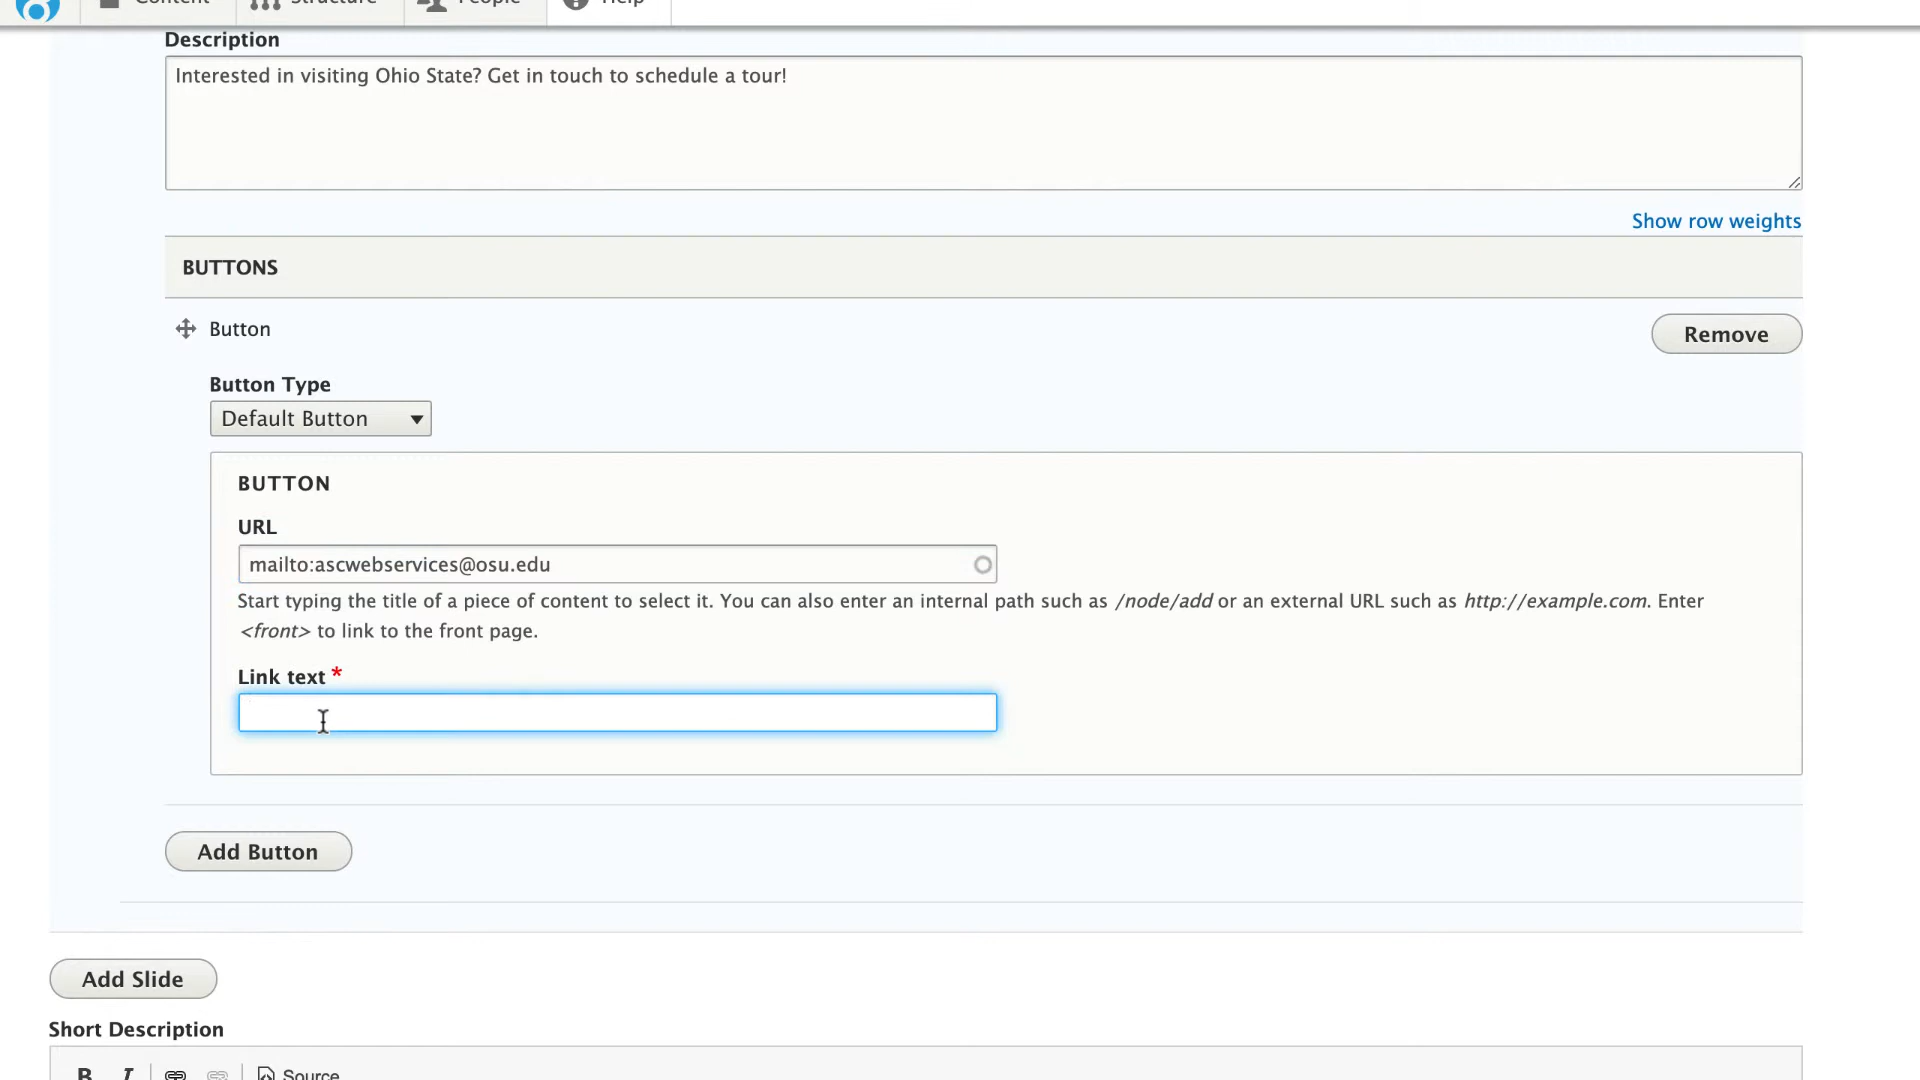 Content Structure People Help
Description
Interested in visiting Ohio State? Get in touch to schedule a tour!
Show row weights
BUTTONS
Button
Remove
Button Type
Default Button
BUTTON
URL
mailto:ascwebservices@osu.edu
Start typing the title of a piece of content to select it. You can also enter an internal path such as /node/add or an external URL such as http://example.com. Enter
<front> to link to the front page.
Link text *
Add Button
Add Slide
Short Description
B I Source